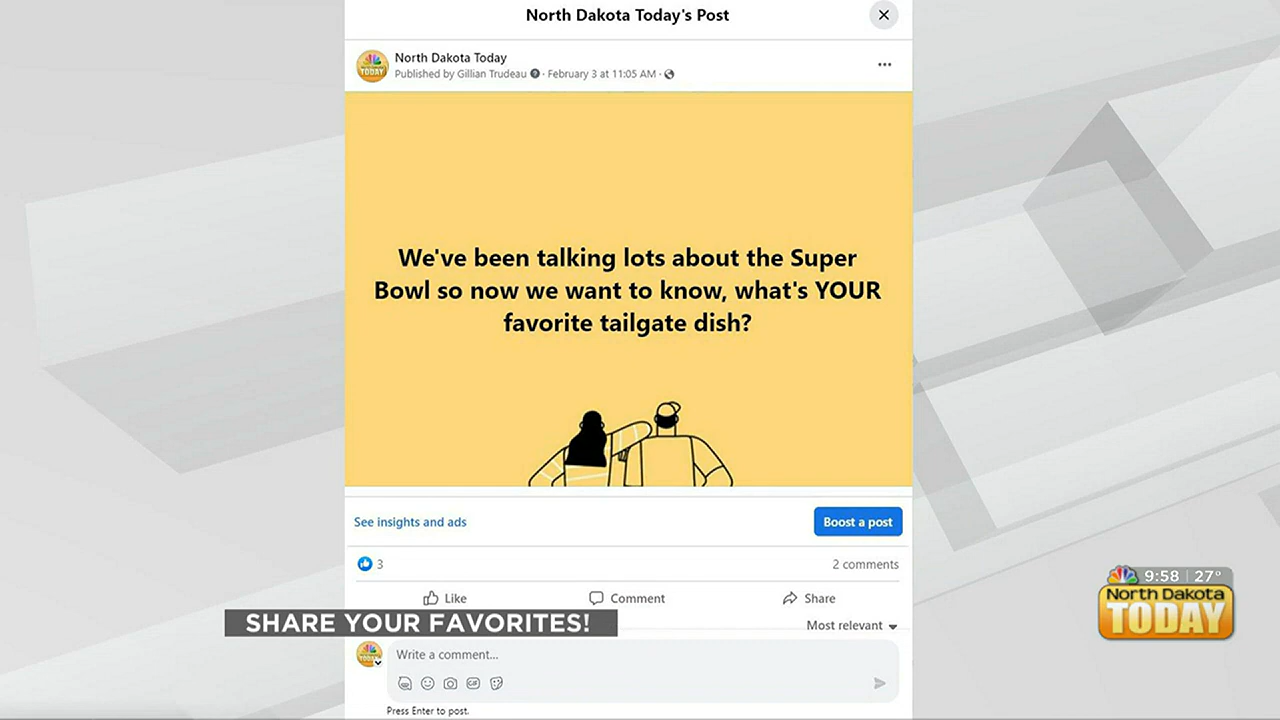 North Dakota Today's Post
North Dakota Today
Published by Gillian Trudeau · February 3 at 11:05 AM ·
We've been talking lots about the Super
Bowl so now we want to know, what's YOUR
favorite tailgate dish?
See insights and ads
Boost a post
3
2 comments
Like
Comment
Share
SHARE YOUR FAVORITES!
Most relevant
TODAY
Write a comment...
GIF
Press Enter to post.
9:58 | 27°
North Dakota
TODAY